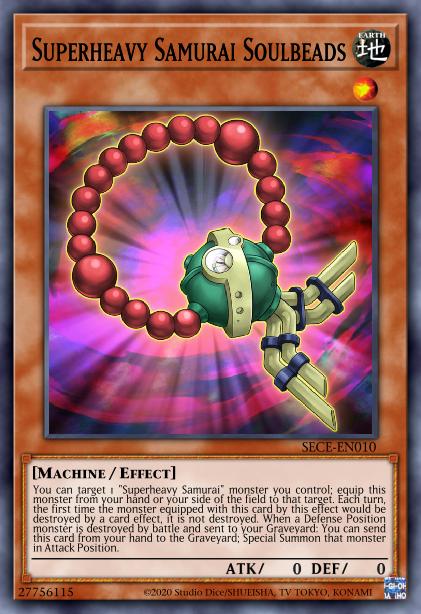 SUPERHEAVY SAMURAI SOULBEADS
EARTH
地
SECE-EN010
[MACHINE / EFFECT]
You can target 1 "Superheavy Samurai" monster you control; equip this
monster from your hand or your side of the field to that target. Each turn,
the first time the monster equipped with this card by this effect would be
destroyed by a card effect, it is not destroyed. When a Defense Position
monster is destroyed by battle and sent to your Graveyard: You can send
this card from your hand to the Graveyard; Special Summon that monster
in Attack Position.
ATK/ 0 DEF/ 0
27756115
©2020 Studio Dice/SHUEISHA, TV TOKYO, KONAMI